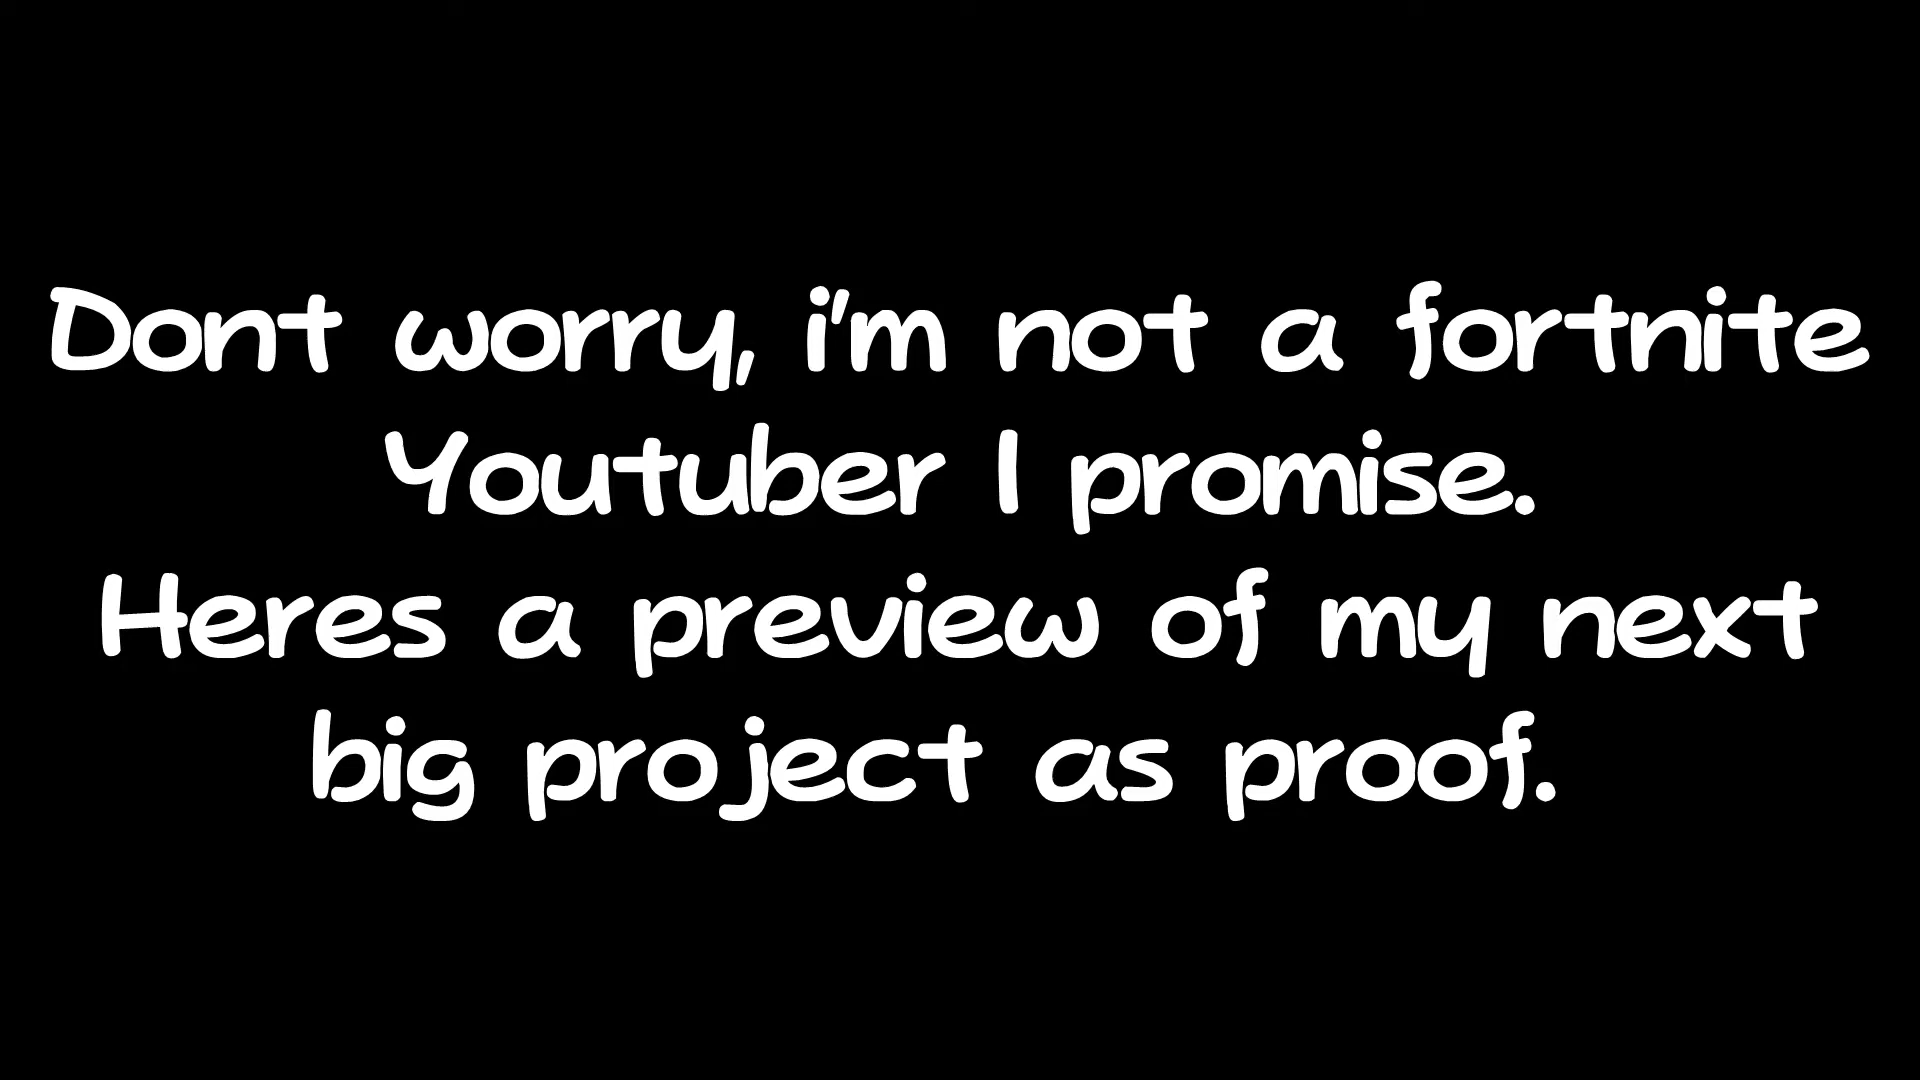 Dont worry, i'm not a fortnite
Youtuber I promise.
Heres a preview of my next
big project as proof.